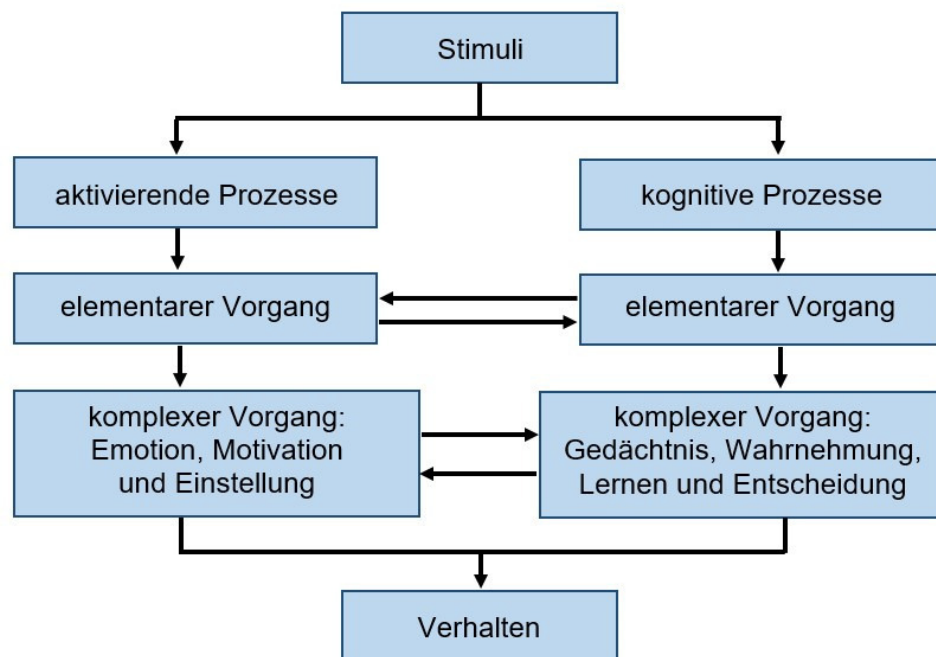 Stimuli
aktivierende Prozesse
kognitive Prozesse
elementarer Vorgang
elementarer Vorgang
komplexer Vorgang:
Emotion, Motivation
und Einstellung
komplexer Vorgang:
Gedächtnis, Wahrnehmung,
Lernen und Entscheidung
Verhalten